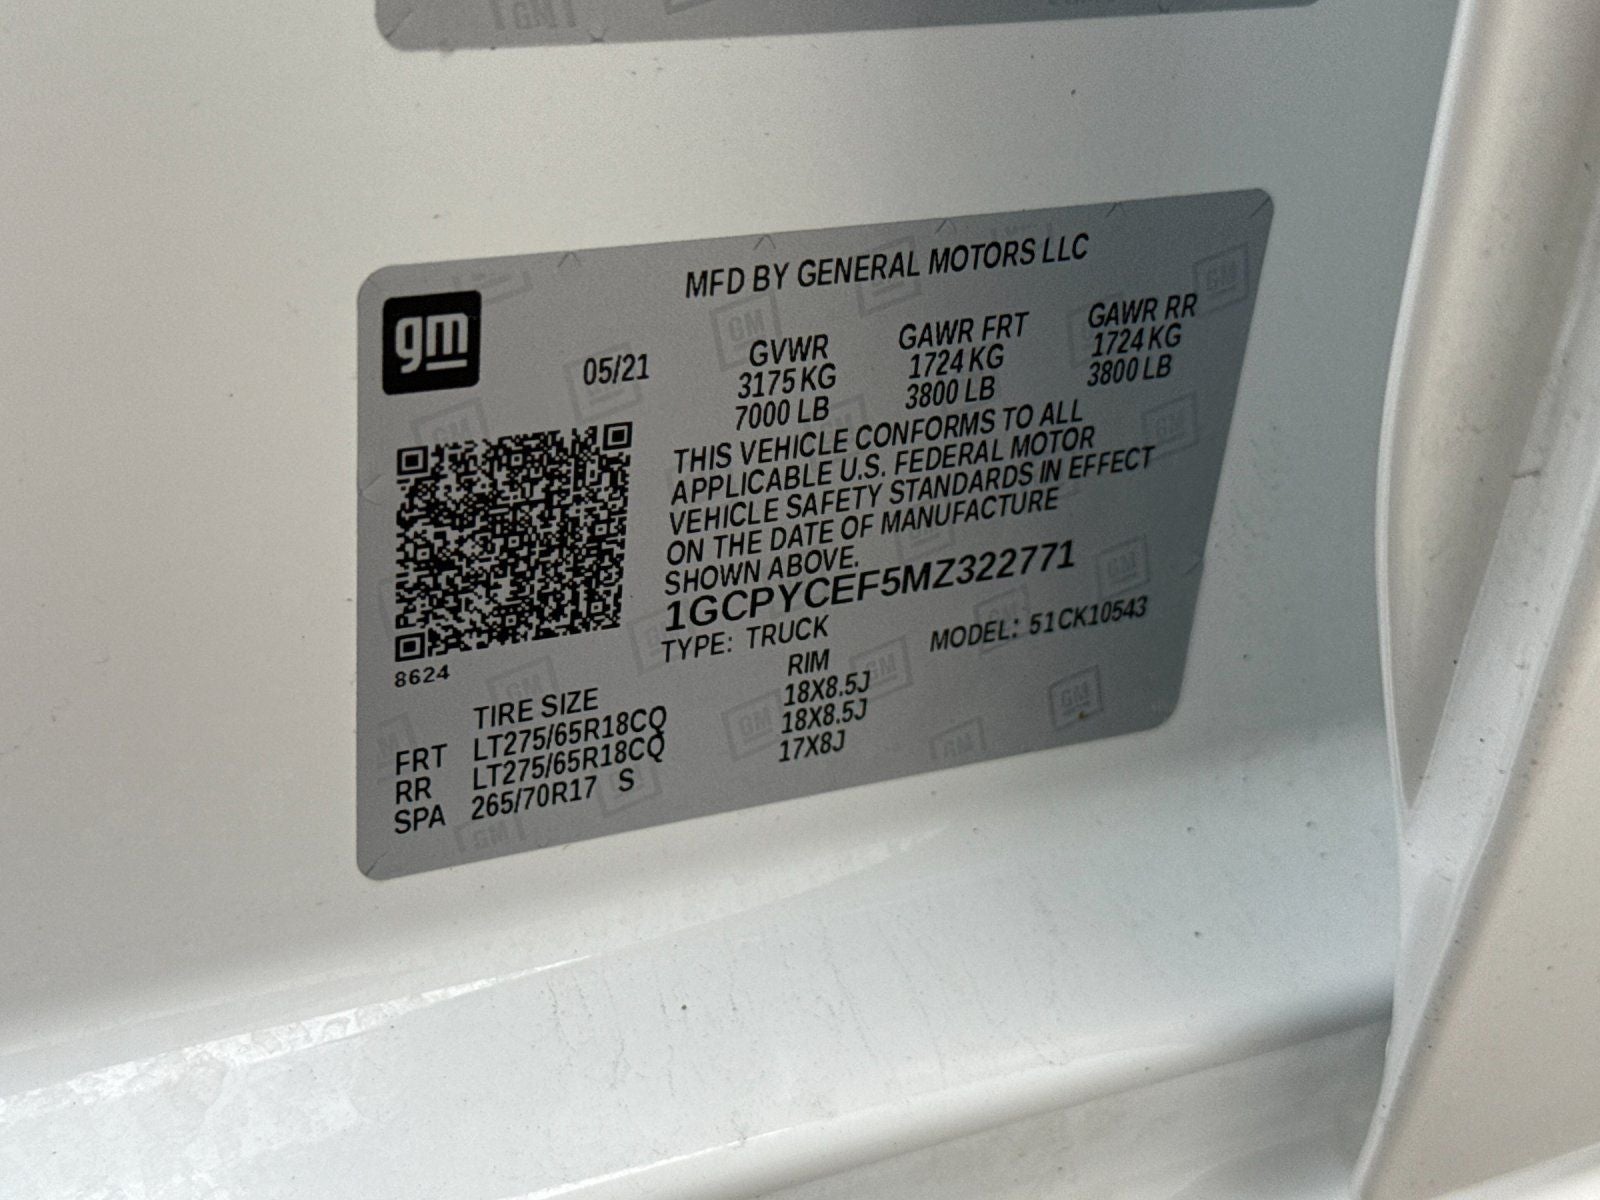 MFD BY GENERAL MOTORS LLC
gm
05/21
GVWR GAWR FRT GAWR RR
3175 KG 1724 KG 1724 KG
7000 LB 3800 LB 3800 LB
THIS VEHICLE CONFORMS TO ALL
APPLICABLE U.S. FEDERAL MOTOR
VEHICLE SAFETY STANDARDS IN EFFECT
ON THE DATE OF MANUFACTURE
SHOWN ABOVE.
1GCPYCEF5MZ322771
TYPE: TRUCK MODEL: 51CK10543
8624
TIRE SIZE RIM
FRT LT275/65R18CQ 18X8.5J
RR LT275/65R18CQ 18X8.5J
SPA 265/70R17 S 17X8J